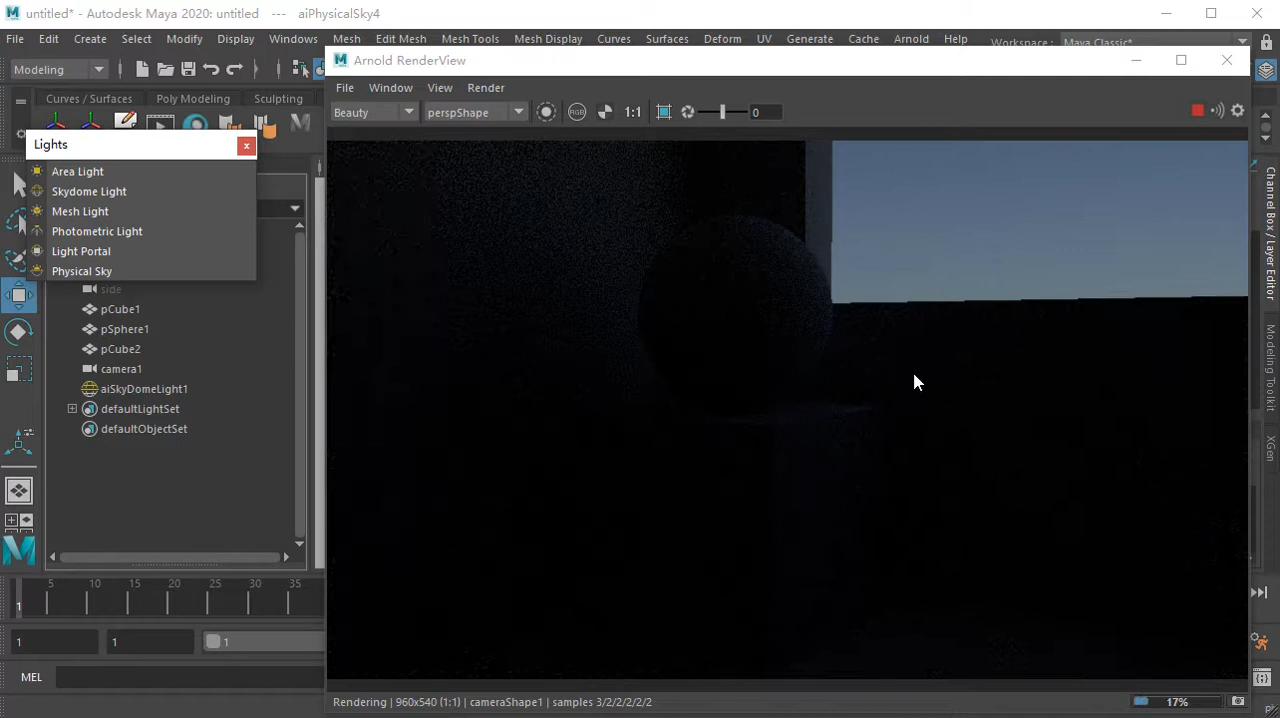 untitled* - Autodesk Maya 2020: untitled --- aiPhysicalSky4
File Edit Create Select Modify Display Windows Mesh Edit Mesh Mesh Tools Mesh Display Curves Surfaces Deform UV Generate Cache Arnold Help Workspace: Maya Classic*
Modeling
Curves / Surfaces Poly Modeling Sculpting
Arnold RenderView
File Window View Render
Beauty perspShape RGB 1:1 0
Lights x
Area Light
Skydome Light
Mesh Light
Photometric Light
Light Portal
Physical Sky
side
pCube1
pSphere1
pCube2
camera1
aiSkyDomeLight1
defaultLightSet
defaultObjectSet
Channel Box / Layer Editor
Modeling Toolkit
XGen
5 10 15 20 25 30 35
1
1 1 1
MEL
Rendering | 960x540 (1:1) | cameraShape1 | samples 3/2/2/2/2/2 17%